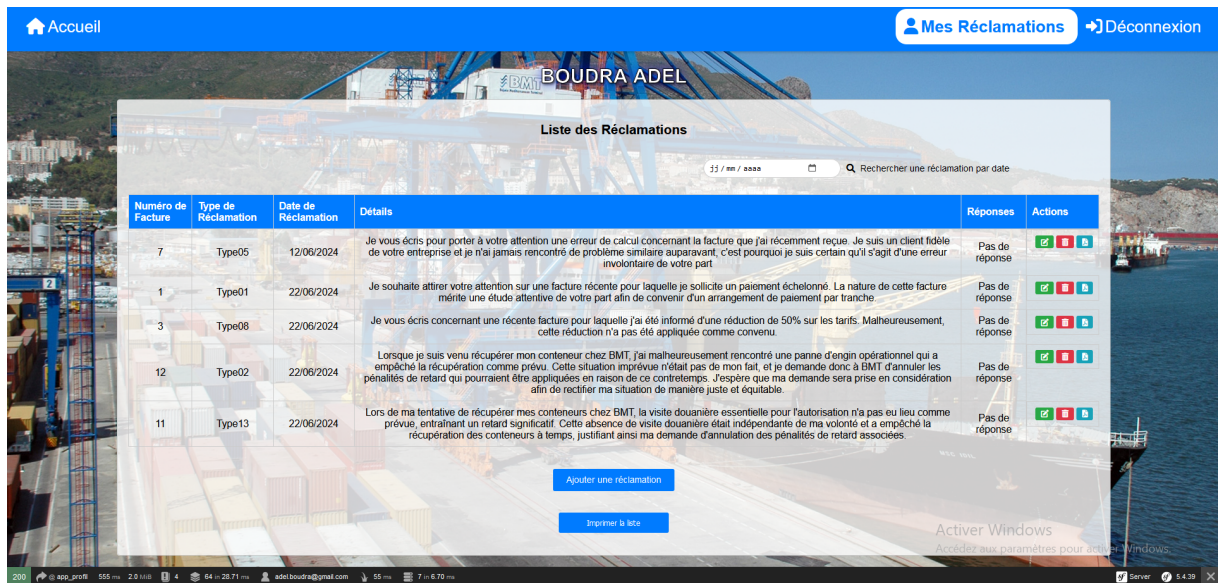 Accueil
Mes Réclamations
Déconnexion
BMT
BOUDRA ADEL
Liste des Réclamations
jj/mm/aaaa
Rechercher une réclamation par date
Numéro de Facture
Type de Réclamation
Date de Réclamation
Détails
Réponses
Actions
7
Type05
12/06/2024
Je vous écris pour porter à votre attention une erreur de calcul concernant la facture que j'ai récemment reçue. Je suis un client fidèle
de votre entreprise et je n'ai jamais rencontré de problème similaire auparavant, c'est pourquoi je suis certain qu'il s'agit d'une erreur
involontaire de votre part
Pas de réponse
1
Type01
22/06/2024
Je souhaite attirer votre attention sur une facture récente pour laquelle je sollicite un paiement échelonné. La nature de cette facture
mérite une étude attentive de votre part afin de convenir d'un arrangement de paiement par tranche
Pas de réponse
3
Type08
22/06/2024
Je vous écris concernant une récente facture pour laquelle j'ai été informé d'une réduction de 50% sur les tarifs. Malheureusement,
cette réduction n'a pas été appliquée comme convenu.
Pas de réponse
12
Type02
22/06/2024
Lorsque je suis venu récupérer mon conteneur chez BMT, j'ai malheureusement rencontré une panne d'engin opérationnel qui a
empêché la récupération comme prévu. Cette situation imprévue n'était pas de mon fait, et je demande donc à BMT d'annuler les
pénalités de retard qui pourraient être appliquées en raison de ce contretemps. J'espère que ma demande sera prise en considération
afin de rectifier ma situation de manière juste et équitable.
Pas de réponse
11
Type13
22/06/2024
Lors de ma tentative de récupérer mes conteneurs chez BMT, la visite douanière essentielle pour l'autorisation n'a pas eu lieu comme
prévue, entraînant un retard significatif. Cette absence de visite douanière était indépendante de ma volonté et a empêché la
récupération des conteneurs à temps, justifiant ainsi ma demande d'annulation des pénalités de retard associées.
Pas de réponse
Ajouter une réclamation
Imprimer la liste
2
Activer Windows
Accédez aux paramètres pour activer Windows.
200 @ app_profil 555 ms 2.0 MiB 4 64 in 28.71 ms adel.boudra@gmail.com 55 ms 7 in 6.70 ms Server 5.4.39